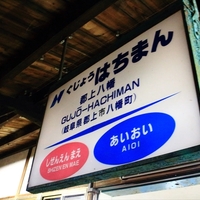 ぐじょうはちまん
郡上八幡
GUJŌ-HACHIMAN
(岐阜県郡上市八幡町)
しぜんえんまえ
SHIZEN EN MAE
あいおい
AIOI